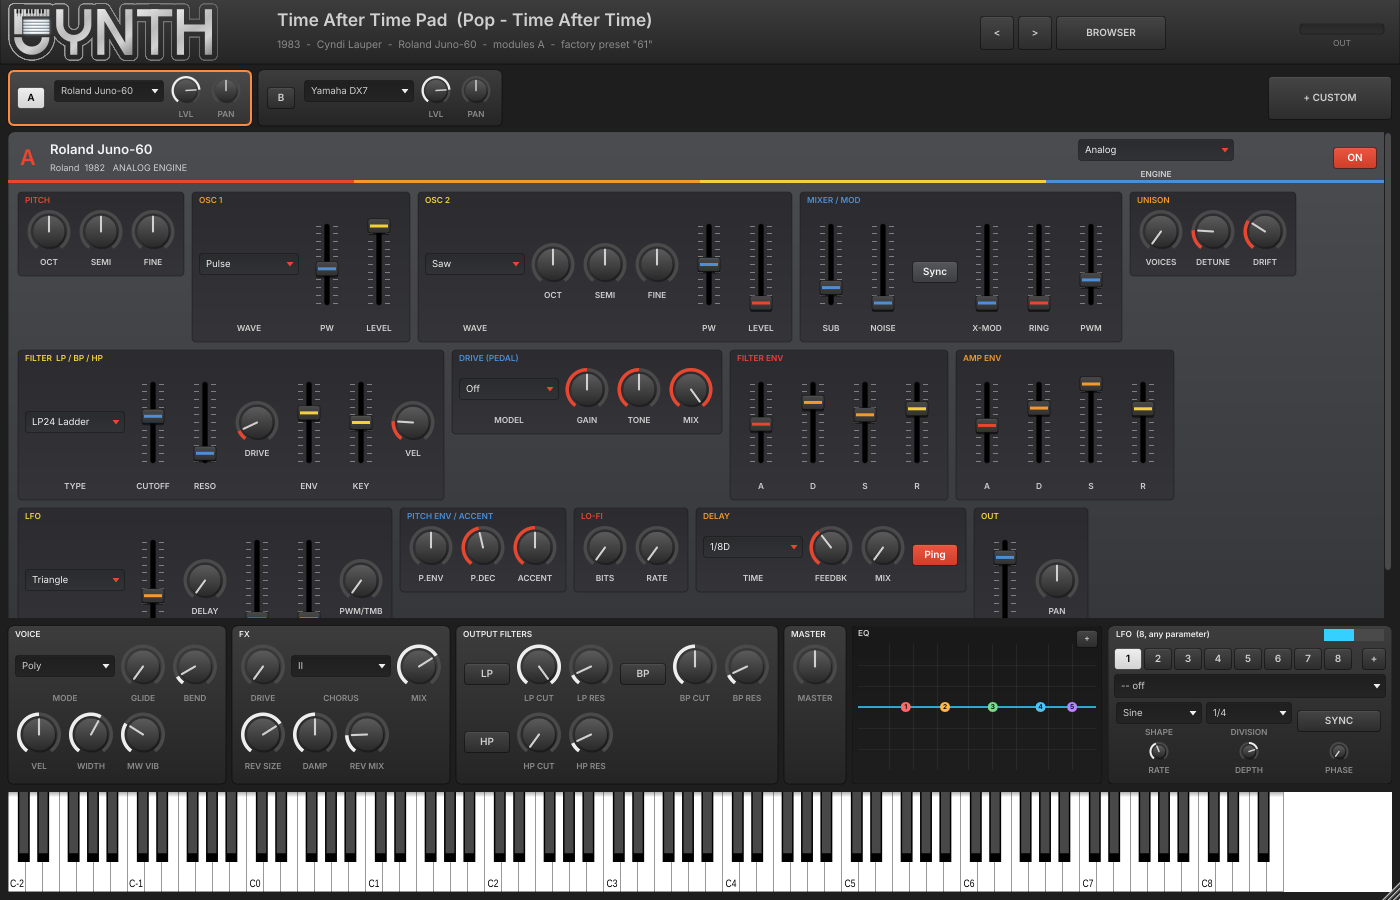 CYNTH
Time After Time Pad (Pop - Time After Time)
1983 - Cyndi Lauper - Roland Juno-60 - modules A - factory preset "61"
< > BROWSER
OUT
A Roland Juno-60 LVL PAN
B Yamaha DX7 LVL PAN
+ CUSTOM
A Roland Juno-60
Roland 1982 ANALOG ENGINE
Analog
ENGINE
ON
PITCH
OCT SEMI FINE
OSC 1
Pulse
WAVE PW LEVEL
OSC 2
Saw
OCT SEMI FINE
WAVE PW LEVEL
MIXER / MOD
Sync
SUB NOISE X-MOD RING PWM
UNISON
VOICES DETUNE DRIFT
FILTER LP / BP / HP
LP24 Ladder
DRIVE VEL
TYPE CUTOFF RESO ENV KEY
DRIVE (PEDAL)
Off
MODEL GAIN TONE MIX
FILTER ENV
A D S R
AMP ENV
A D S R
LFO
Triangle
DELAY PWM/TMB
PITCH ENV / ACCENT
P.ENV P.DEC ACCENT
LO-FI
BITS RATE
DELAY
1/8D
Ping
TIME FEEDBK MIX
OUT
PAN
VOICE
Poly
MODE GLIDE BEND
VEL WIDTH MW VIB
FX
II
DRIVE CHORUS MIX
REV SIZE DAMP REV MIX
OUTPUT FILTERS
LP BP
LP CUT LP RES BP CUT BP RES
HP
HP CUT HP RES
MASTER
MASTER
EQ +
1 2 3 4 5
LFO (8, any parameter)
1 2 3 4 5 6 7 8 +
-- off
Sine 1/4 SYNC
SHAPE DIVISION
RATE DEPTH PHASE
C-2 C-1 C0 C1 C2 C3 C4 C5 C6 C7 C8